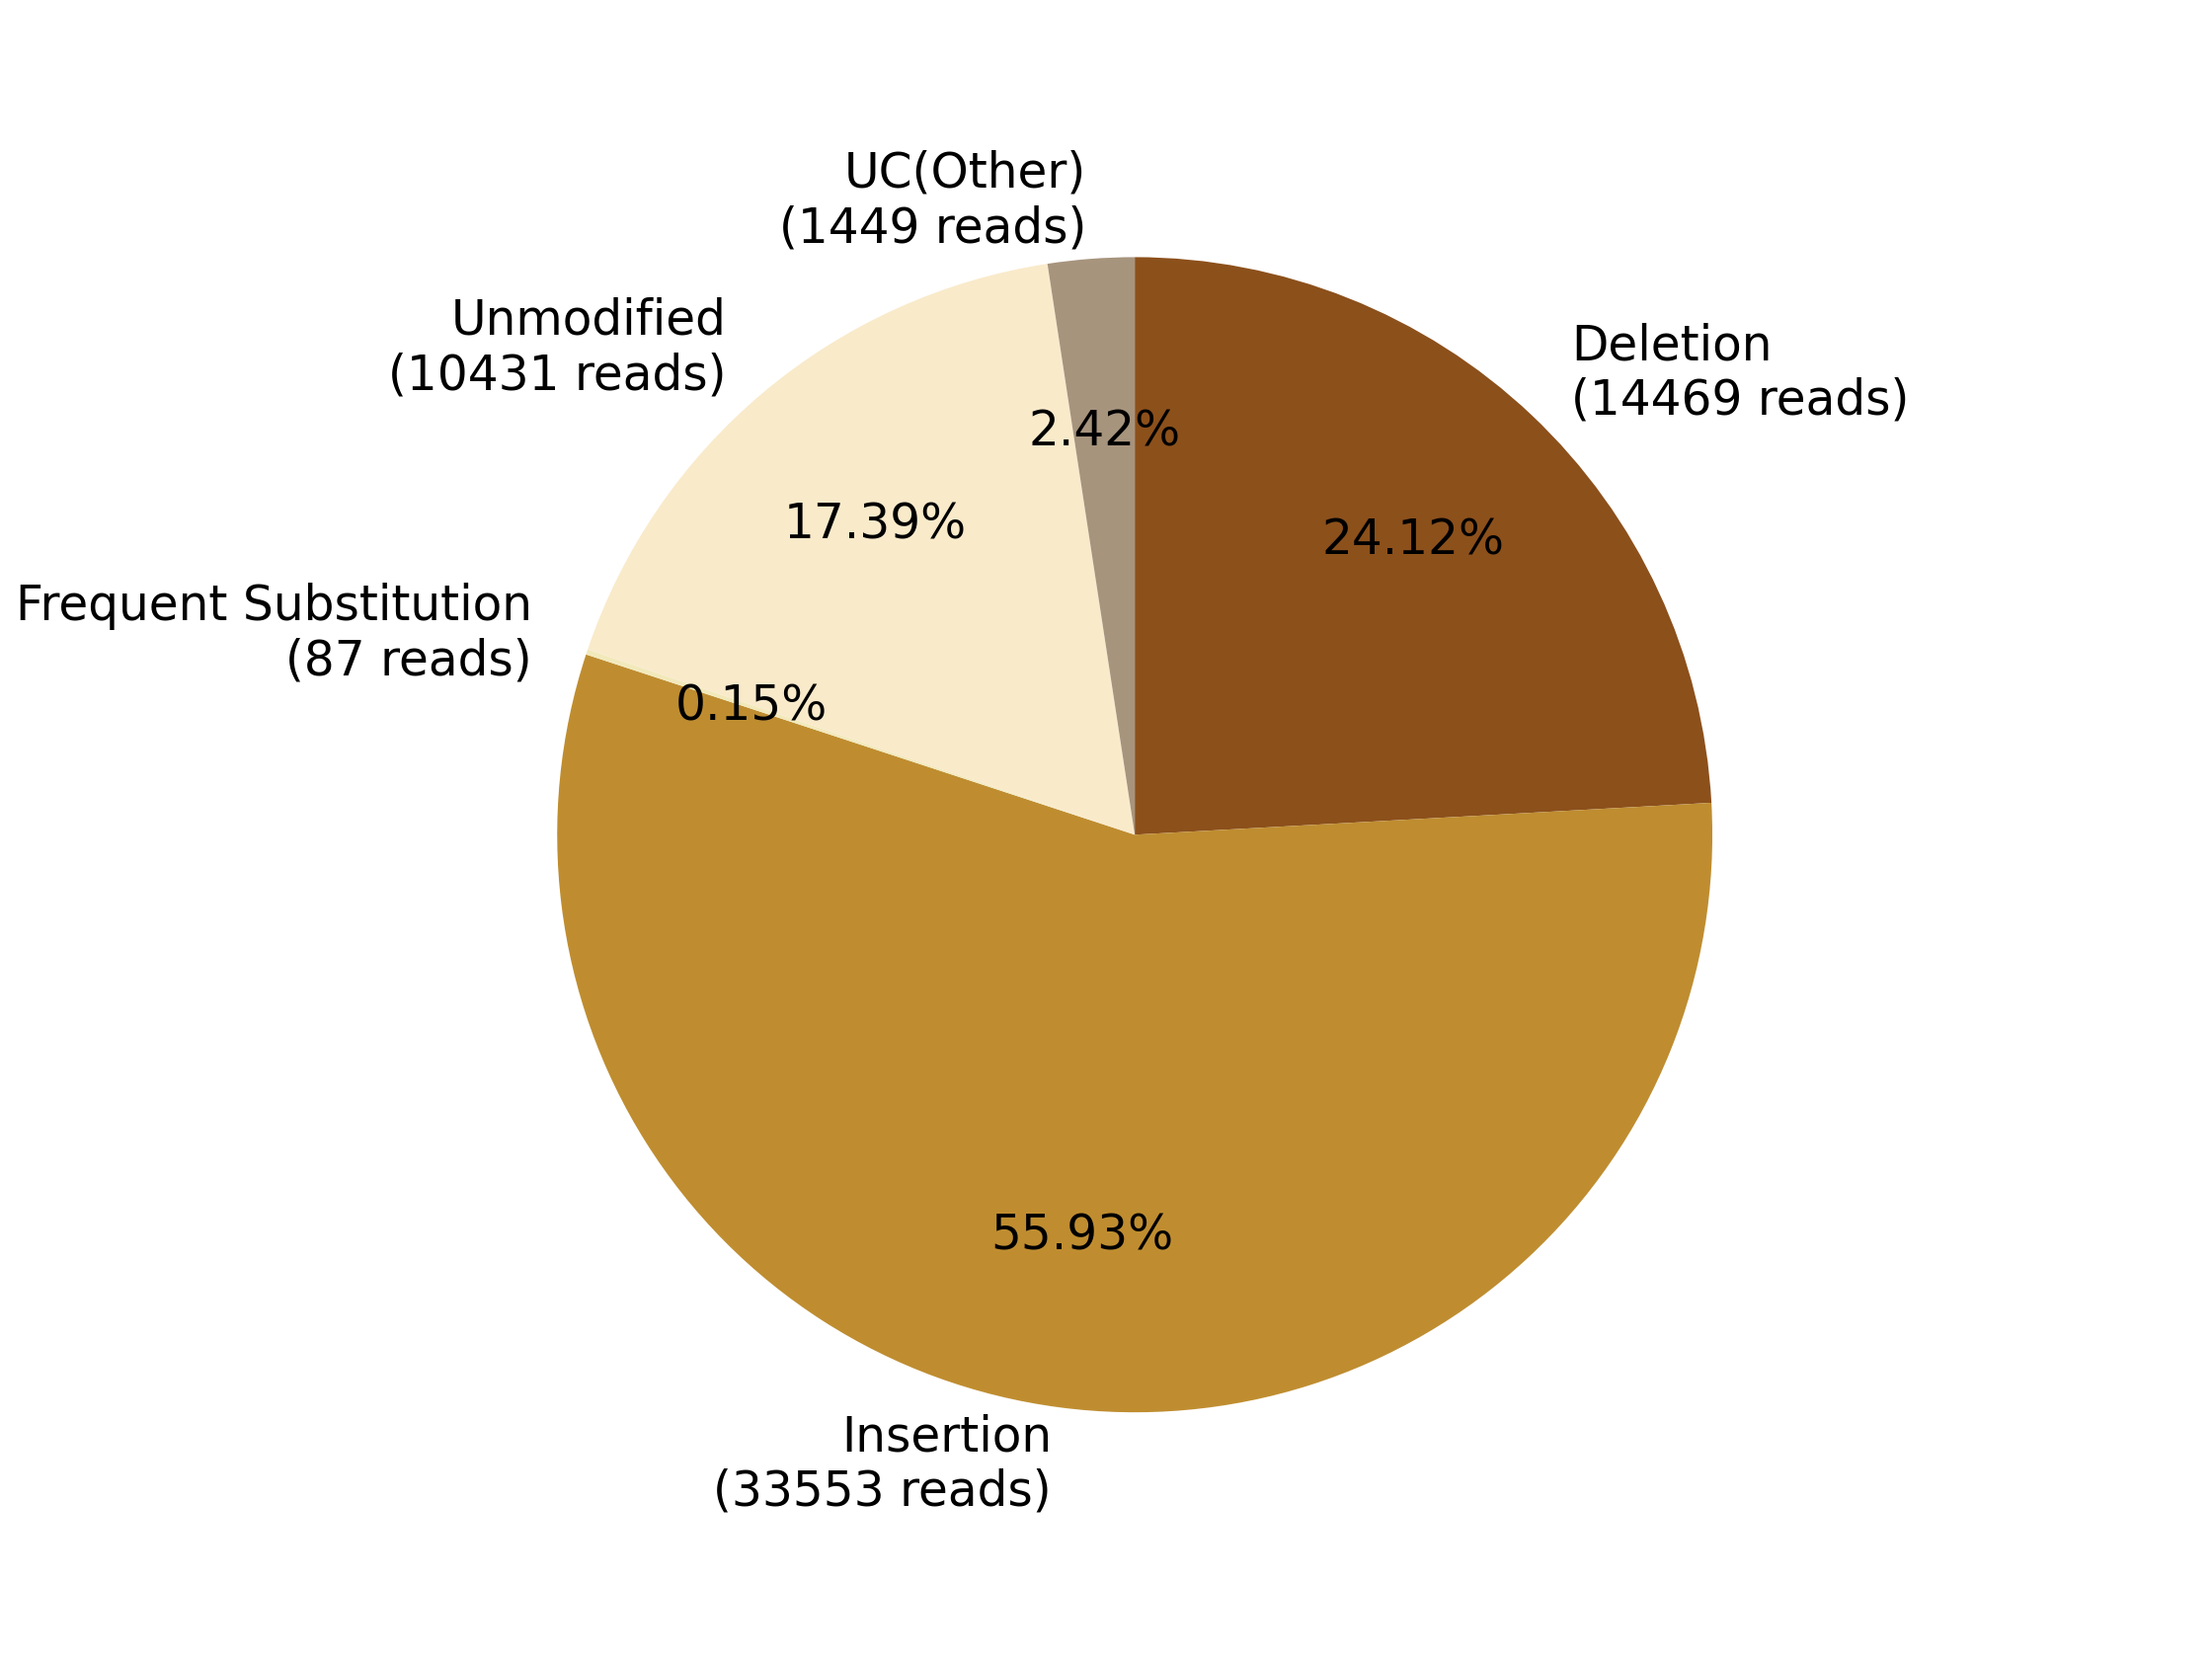 UC(Other)
(1449 reads)
Unmodified
(10431 reads)
Deletion
(14469 reads)
2.42%
17.39%
24.12%
Frequent Substitution
(87 reads)
0.15%
55.93%
Insertion
(33553 reads)